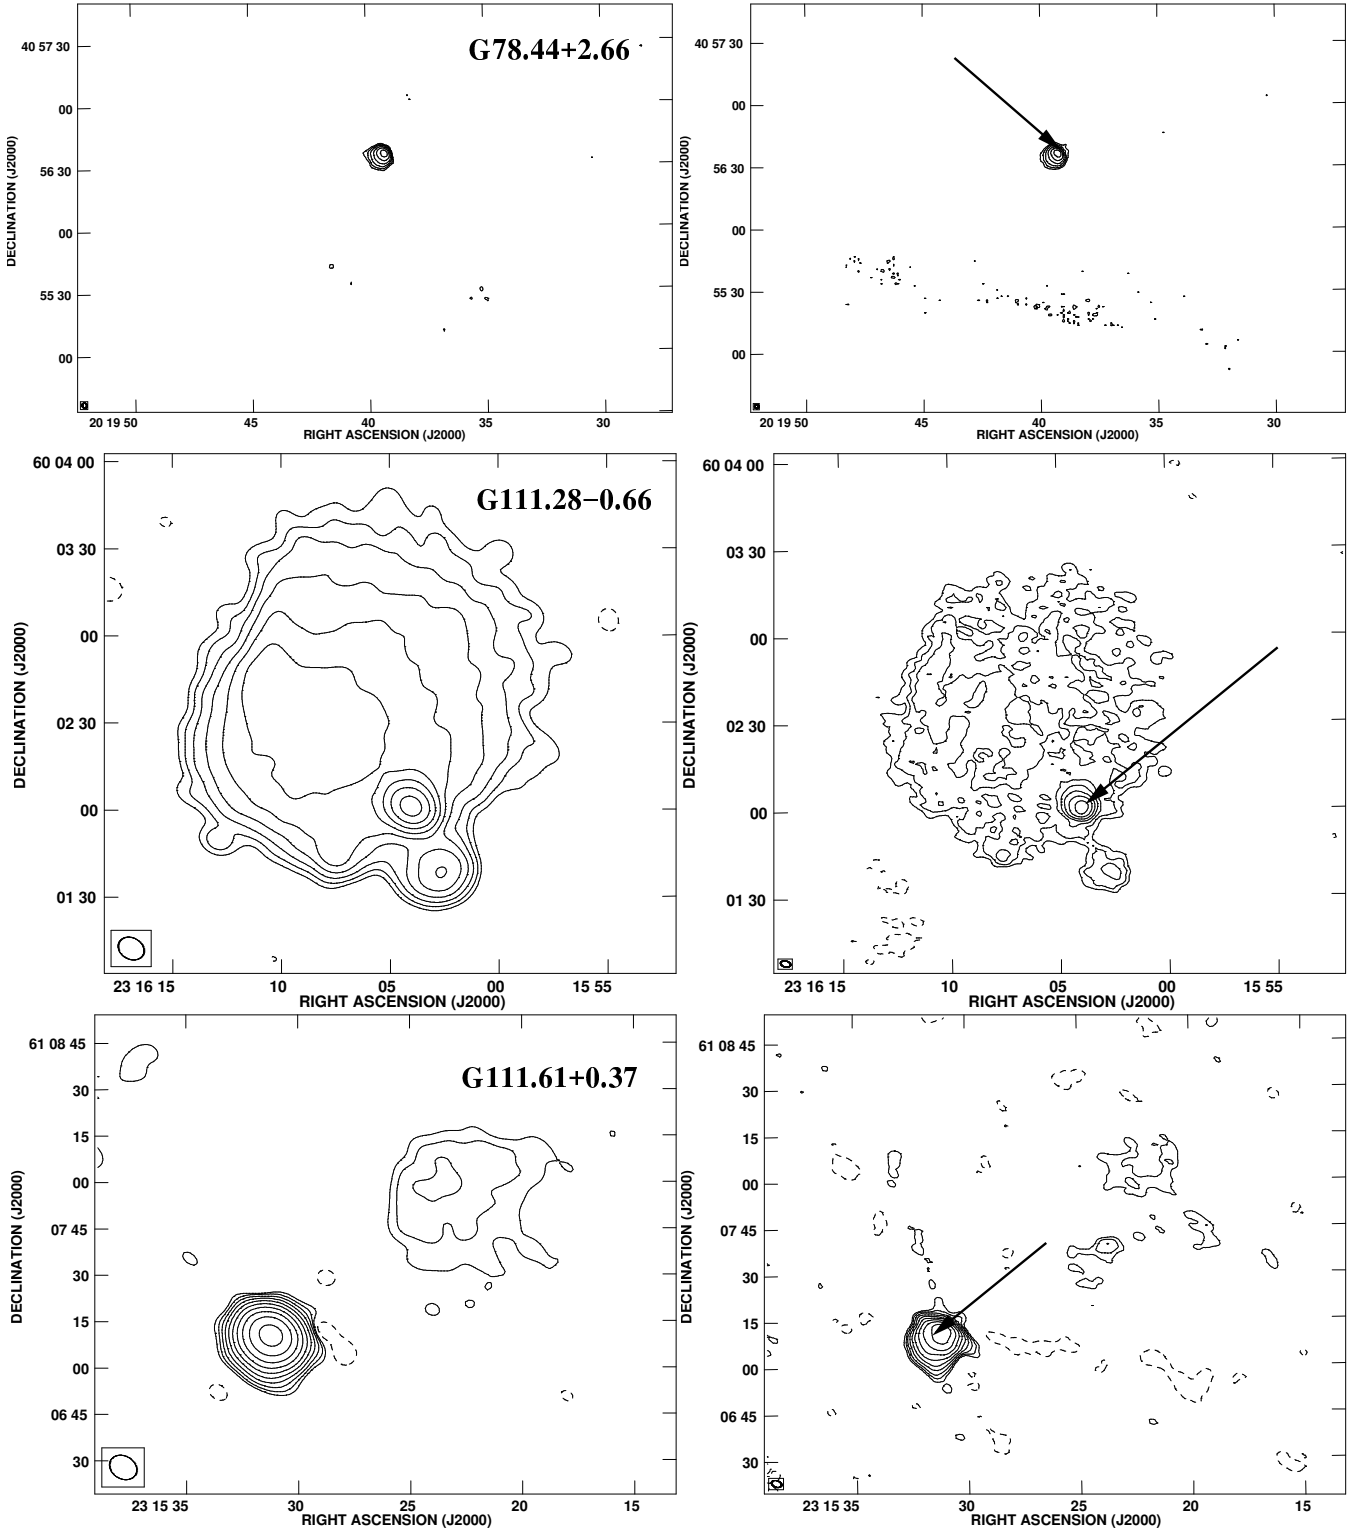 G78.44+2.66
DECLINATION (J2000)
40 57 30
00
56 30
00
55 30
00
20 19 50 45 40 35 30
RIGHT ASCENSION (J2000)
DECLINATION (J2000)
40 57 30
00
56 30
00
55 30
00
20 19 50 45 40 35 30
RIGHT ASCENSION (J2000)
G111.28−0.66
DECLINATION (J2000)
60 04 00
03 30
00
02 30
00
01 30
23 16 15 10 05 00 15 55
RIGHT ASCENSION (J2000)
DECLINATION (J2000)
60 04 00
03 30
00
02 30
00
01 30
23 16 15 10 05 00 15 55
RIGHT ASCENSION (J2000)
G111.61+0.37
DECLINATION (J2000)
61 08 45
30
15
00
07 45
30
15
00
06 45
30
23 15 35 30 25 20 15
RIGHT ASCENSION (J2000)
DECLINATION (J2000)
61 08 45
30
15
00
07 45
30
15
00
06 45
30
23 15 35 30 25 20 15
RIGHT ASCENSION (J2000)